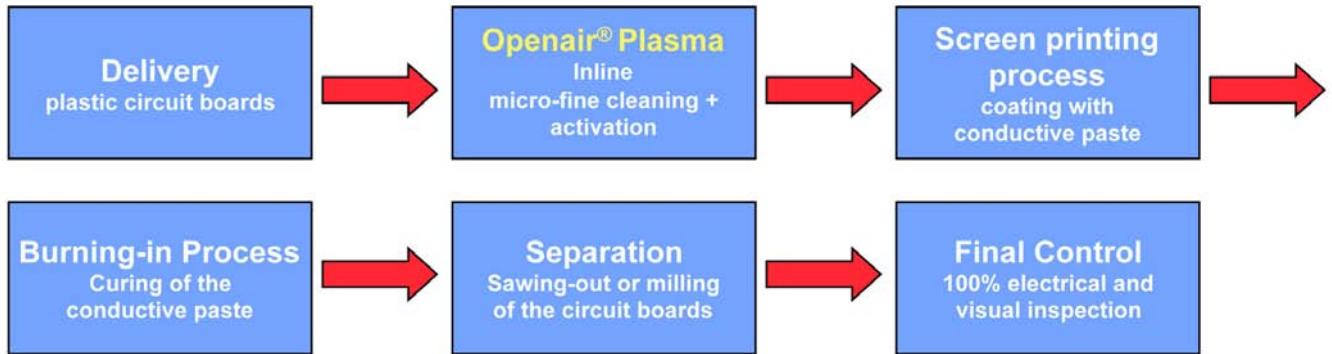 Delivery
plastic circuit boards
Openair® Plasma
Inline
micro-fine cleaning +
activation
Screen printing
process
coating with
conductive paste
Burning-in Process
Curing of the
conductive paste
Separation
Sawing-out or milling
of the circuit boards
Final Control
100% electrical and
visual inspection